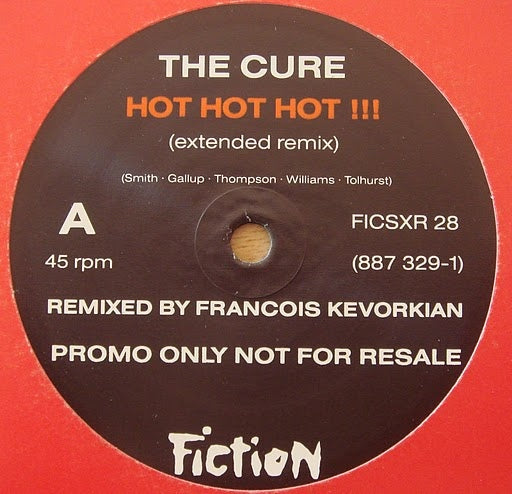 THE CURE
HOT HOT HOT !!!
(extended remix)
(Smith · Gallup · Thompson · Williams · Tolhurst)
A
FICSXR 28
45 rpm
(887 329-1)
REMIXED BY FRANCOIS KEVORKIAN
PROMO ONLY NOT FOR RESALE
Fiction